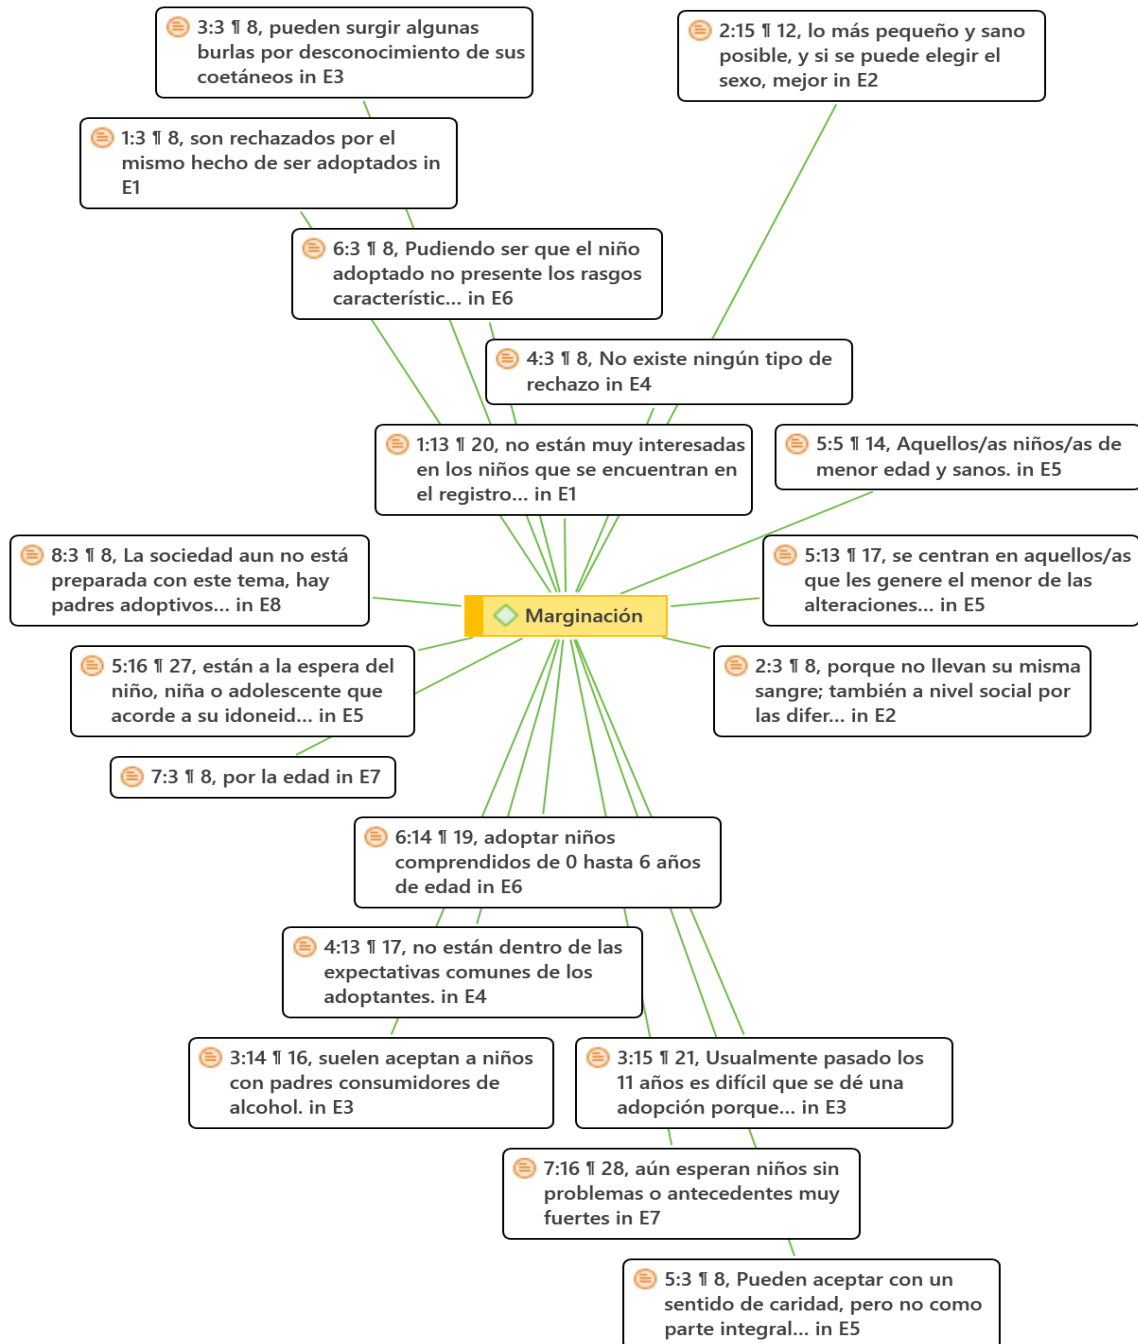 3:3 ¶ 8, pueden surgir algunas
burlas por desconocimiento de sus
coetáneos in E3
2:15 ¶ 12, lo más pequeño y sano
posible, y si se puede elegir el
sexo, mejor in E2
1:3 ¶ 8, son rechazados por el
mismo hecho de ser adoptados in
E1
6:3 ¶ 8, Pudiendo ser que el niño
adoptado no presente los rasgos
característic... in E6
4:3 ¶ 8, No existe ningún tipo de
rechazo in E4
1:13 ¶ 20, no están muy interesadas
en los niños que se encuentran en
el registro... in E1
5:5 ¶ 14, Aquellos/as niños/as de
menor edad y sanos. in E5
8:3 ¶ 8, La sociedad aun no está
preparada con este tema, hay
padres adoptivos... in E8
5:13 ¶ 17, se centran en aquellos/as
que les genere el menor de las
alteraciones... in E5
Marginación
5:16 ¶ 27, están a la espera del
niño, niña o adolescente que
acorde a su idoneid... in E5
2:3 ¶ 8, porque no llevan su misma
sangre; también a nivel social por
las difer... in E2
7:3 ¶ 8, por la edad in E7
6:14 ¶ 19, adoptar niños
comprendidos de 0 hasta 6 años
de edad in E6
4:13 ¶ 17, no están dentro de las
expectativas comunes de los
adoptantes. in E4
3:14 ¶ 16, suelen aceptan a niños
con padres consumidores de
alcohol. in E3
3:15 ¶ 21, Usualmente pasado los
11 años es difícil que se dé una
adopción porque... in E3
7:16 ¶ 28, aún esperan niños sin
problemas o antecedentes muy
fuertes in E7
5:3 ¶ 8, Pueden aceptar con un
sentido de caridad, pero no como
parte integral... in E5